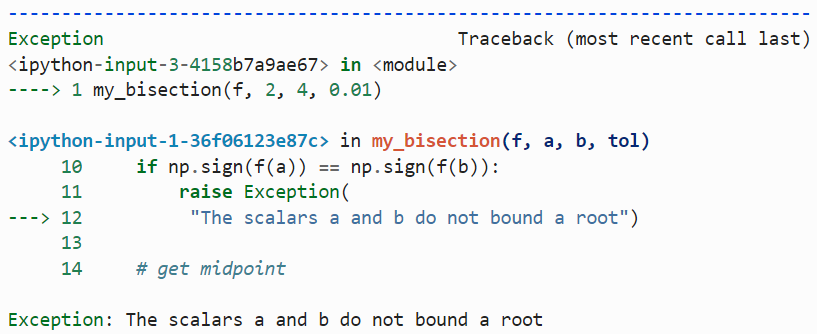 ---------------------------------------------------------------------------
Exception                                 Traceback (most recent call last)
<ipython-input-3-4158b7a9ae67> in <module>
----> 1 my_bisection(f, 2, 4, 0.01)
<ipython-input-1-36f06123e87c> in my_bisection(f, a, b, tol)
     10     if np.sign(f(a)) == np.sign(f(b)):
     11         raise Exception(
---> 12          "The scalars a and b do not bound a root")
     13
     14     # get midpoint
Exception: The scalars a and b do not bound a root